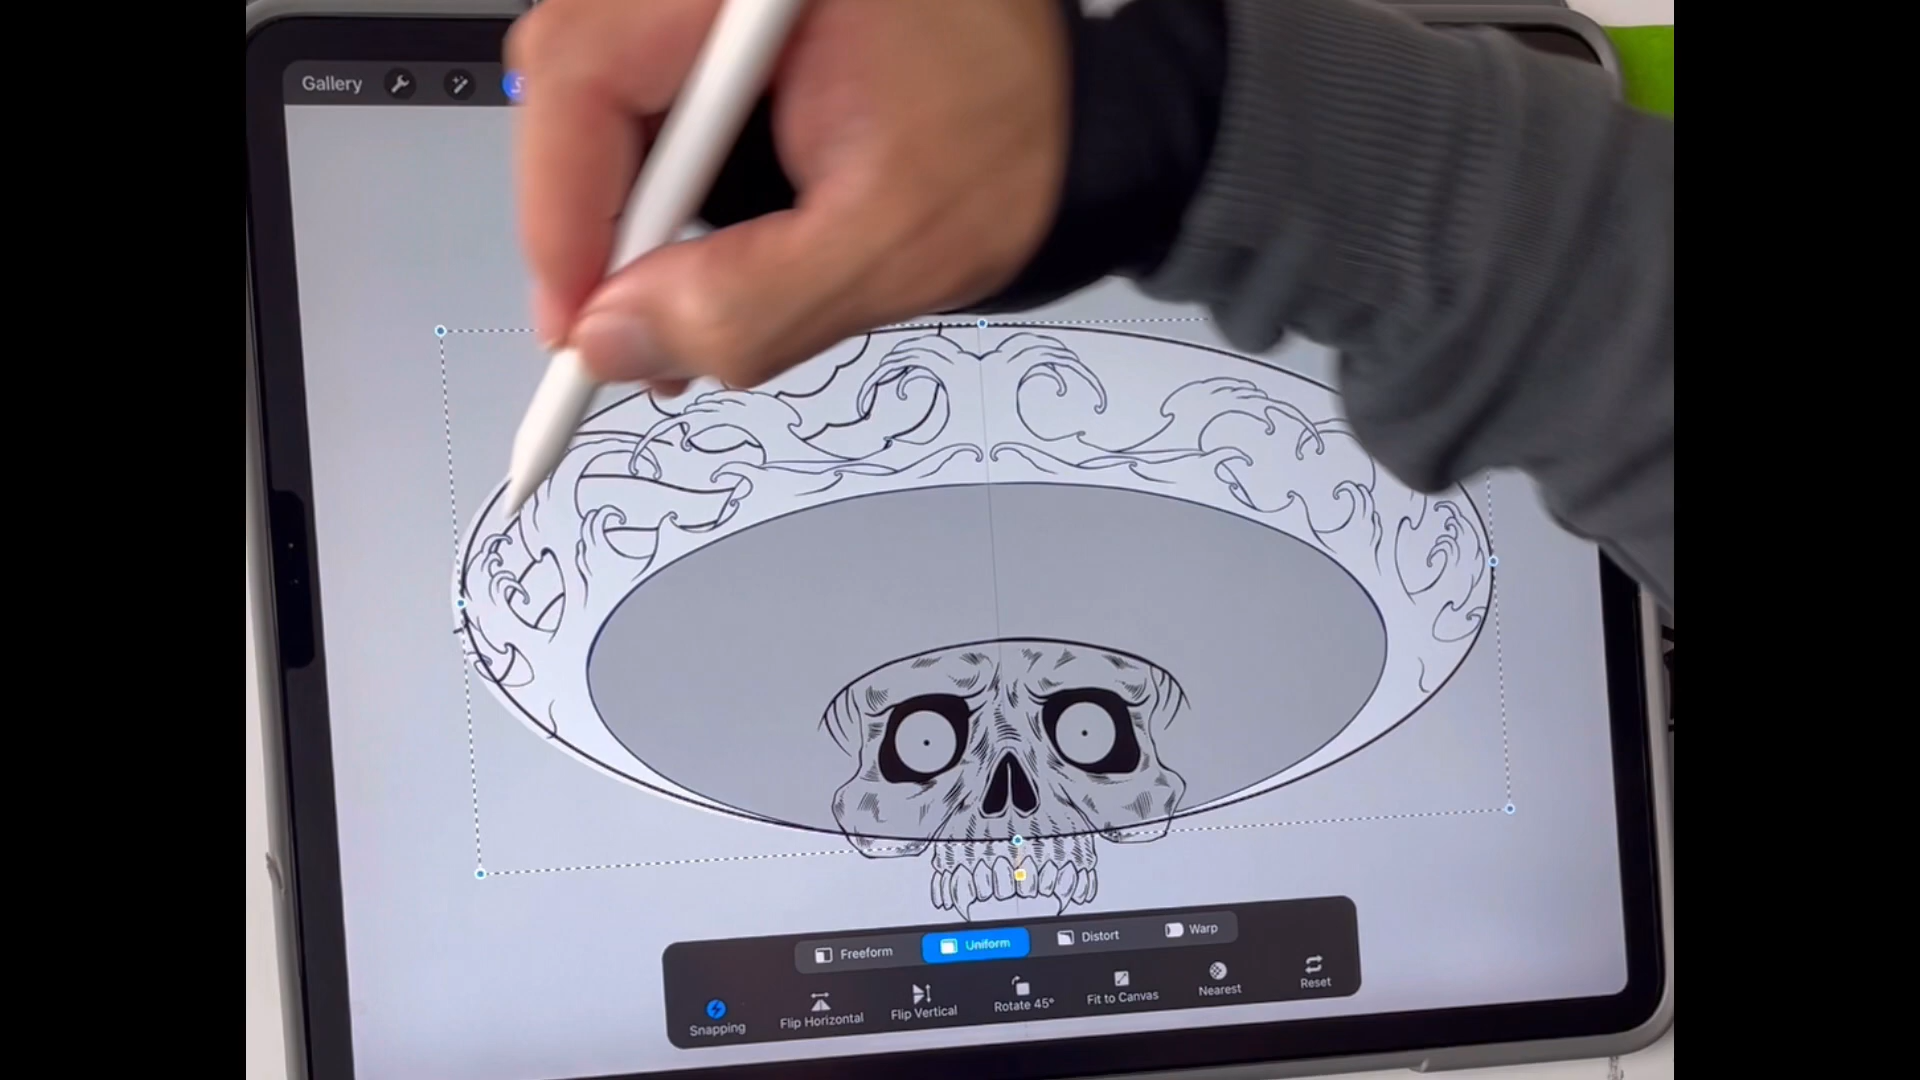 Gallery
Freeform Uniform Distort Warp
Snapping Flip Horizontal Flip Vertical Rotate 45° Fit to Canvas Nearest Reset